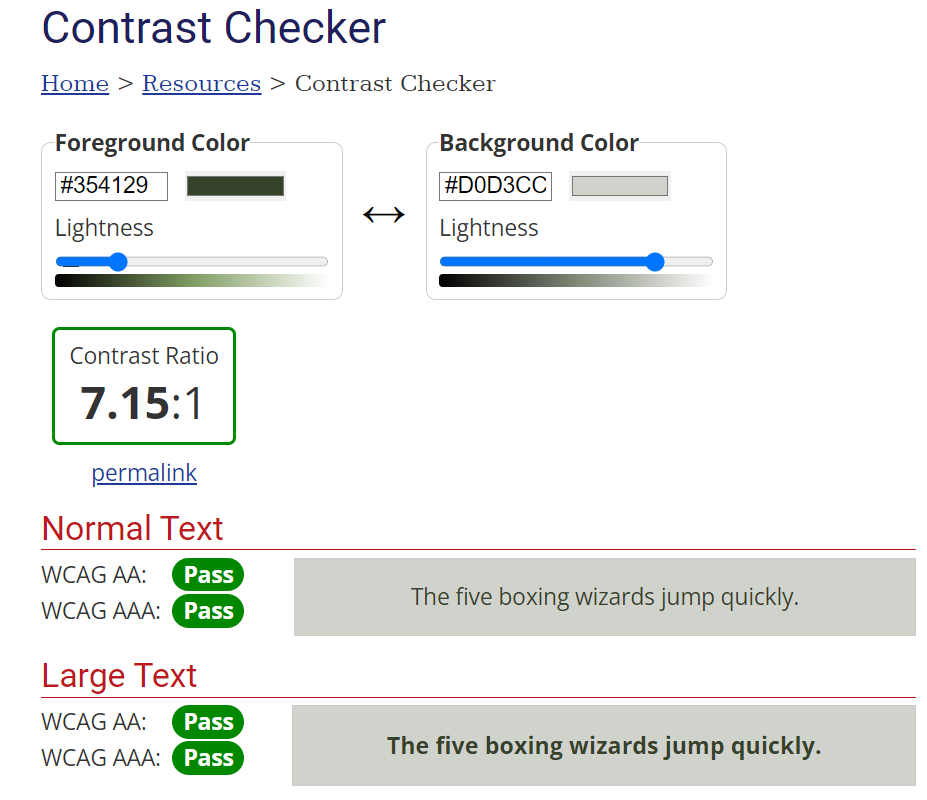 Contrast Checker
Home > Resources > Contrast Checker
Foreground Color
#354129
Lightness
Background Color
#D0D3CC
Lightness
Contrast Ratio
7.15:1
permalink
Normal Text
WCAG AA: Pass
WCAG AAA: Pass
The five boxing wizards jump quickly.
Large Text
WCAG AA: Pass
WCAG AAA: Pass
The five boxing wizards jump quickly.